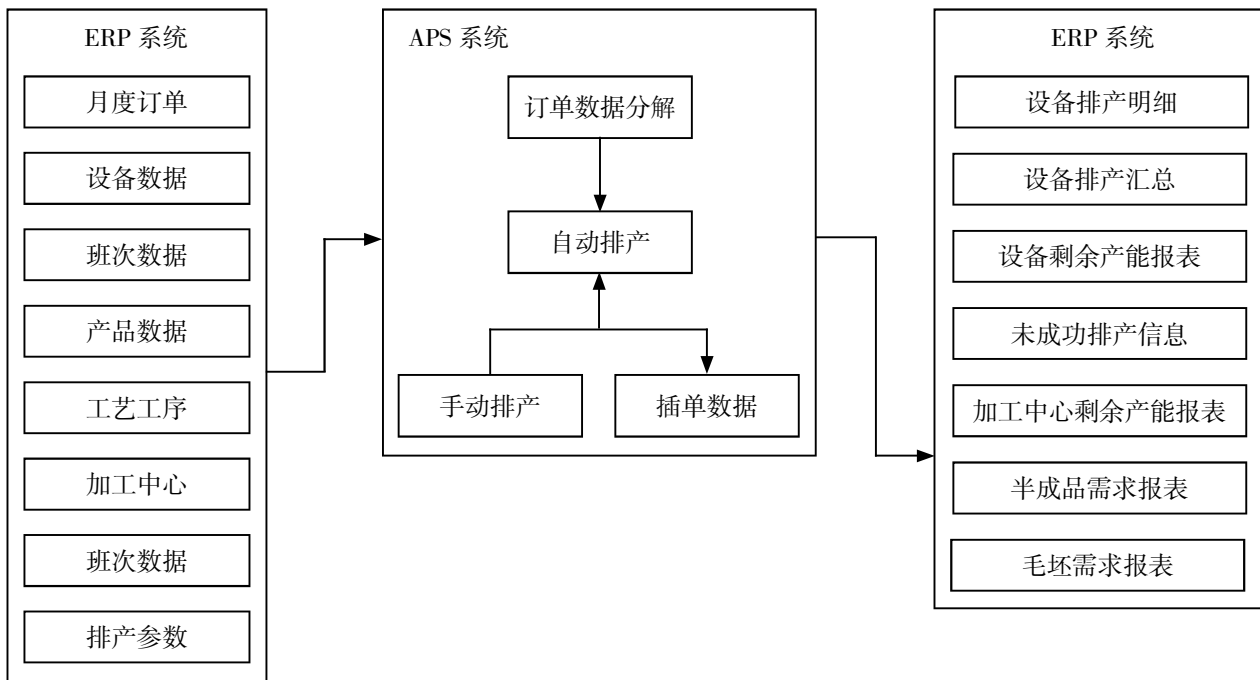 ERP 系统
月度订单
设备数据
班次数据
产品数据
工艺工序
加工中心
班次数据
排产参数
APS 系统
订单数据分解
自动排产
手动排产
插单数据
ERP 系统
设备排产明细
设备排产汇总
设备剩余产能报表
未成功排产信息
加工中心剩余产能报表
半成品需求报表
毛坯需求报表